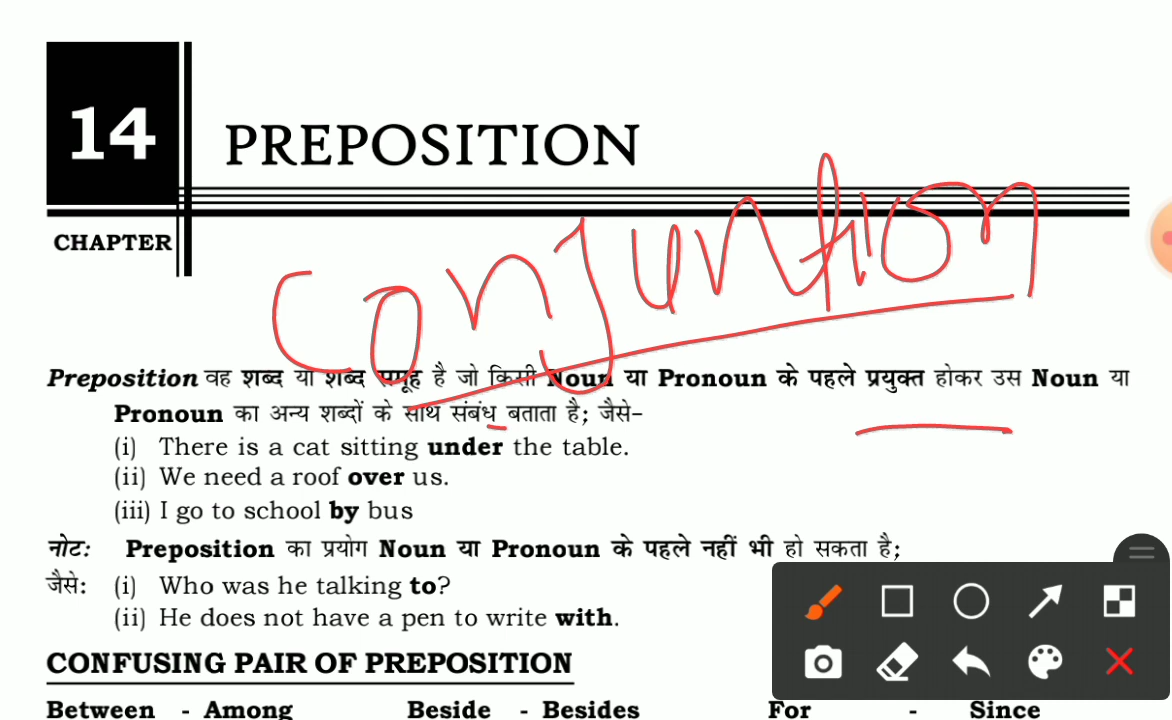 14
PREPOSITION
CHAPTER
conjuntion
Preposition वह शब्द या शब्द समूह है जो किसी Noun या Pronoun के पहले प्रयुक्त होकर उस Noun या
Pronoun का अन्य शब्दों के साथ संबंध बताता है; जैसे–
(i) There is a cat sitting under the table.
(ii) We need a roof over us.
(iii) I go to school by bus
नोट: Preposition का प्रयोग Noun या Pronoun के पहले नहीं भी हो सकता है;
जैसे: (i) Who was he talking to?
(ii) He does not have a pen to write with.
CONFUSING PAIR OF PREPOSITION
Between - Among Beside - Besides For - Since